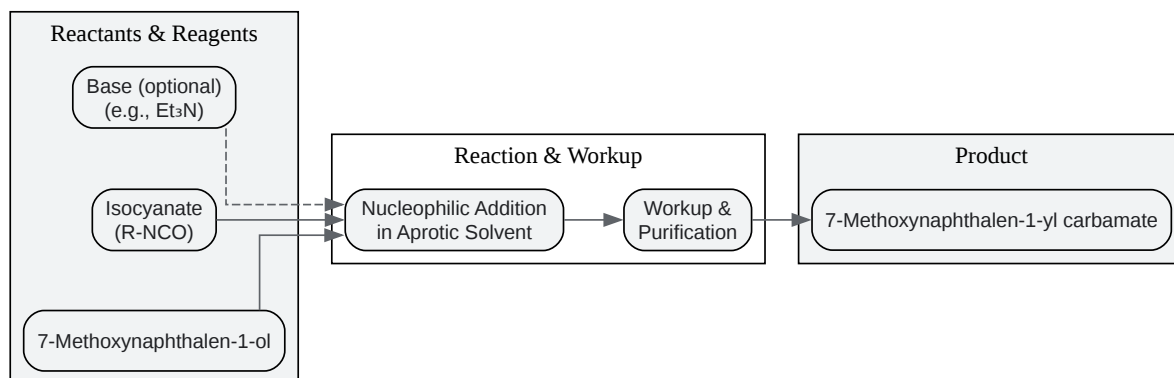 Reactants & Reagents
Base (optional)
(e.g., Et₃N)
Isocyanate
(R-NCO)
7-Methoxynaphthalen-1-ol
Reaction & Workup
Nucleophilic Addition
in Aprotic Solvent
Workup &
Purification
Product
7-Methoxynaphthalen-1-yl carbamate